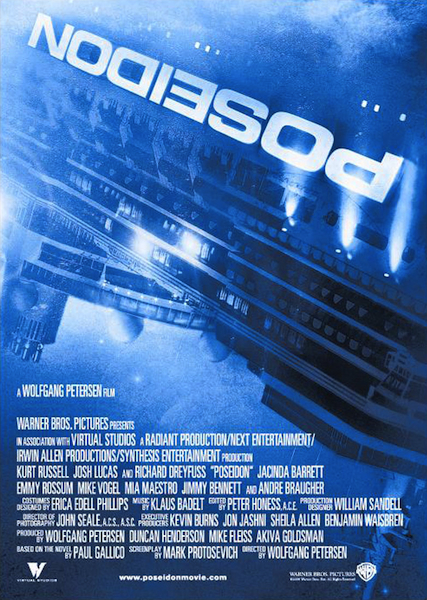 POSEIDON
A WOLFGANG PETERSEN FILM
WARNER BROS. PICTURES PRESENTS
IN ASSOCIATION WITH VIRTUAL STUDIOS A RADIANT PRODUCTION/NEXT ENTERTAINMENT/
IRWIN ALLEN PRODUCTIONS/SYNTHESIS ENTERTAINMENT PRODUCTION
KURT RUSSELL JOSH LUCAS AND RICHARD DREYFUSS "POSEIDON" JACINDA BARRETT
EMMY ROSSUM MIKE VOGEL MIA MAESTRO JIMMY BENNETT AND ANDRE BRAUGHER
COSTUMES DESIGNED BY ERICA EDELL PHILLIPS MUSIC BY KLAUS BADELT EDITED BY PETER HONESS, A.C.E. PRODUCTION DESIGNER WILLIAM SANDELL
DIRECTOR OF PHOTOGRAPHY JOHN SEALE, A.C.S., A.S.C. EXECUTIVE PRODUCERS KEVIN BURNS JON JASHNI SHEILA ALLEN BENJAMIN WAISBREN
PRODUCED BY WOLFGANG PETERSEN DUNCAN HENDERSON MIKE FLEISS AKIVA GOLDSMAN
BASED ON THE NOVEL BY PAUL GALLICO SCREENPLAY BY MARK PROTOSEVICH DIRECTED BY WOLFGANG PETERSEN
VIRTUAL STUDIOS
www.poseidonmovie.com
WARNER BROS. PICTURES
WB